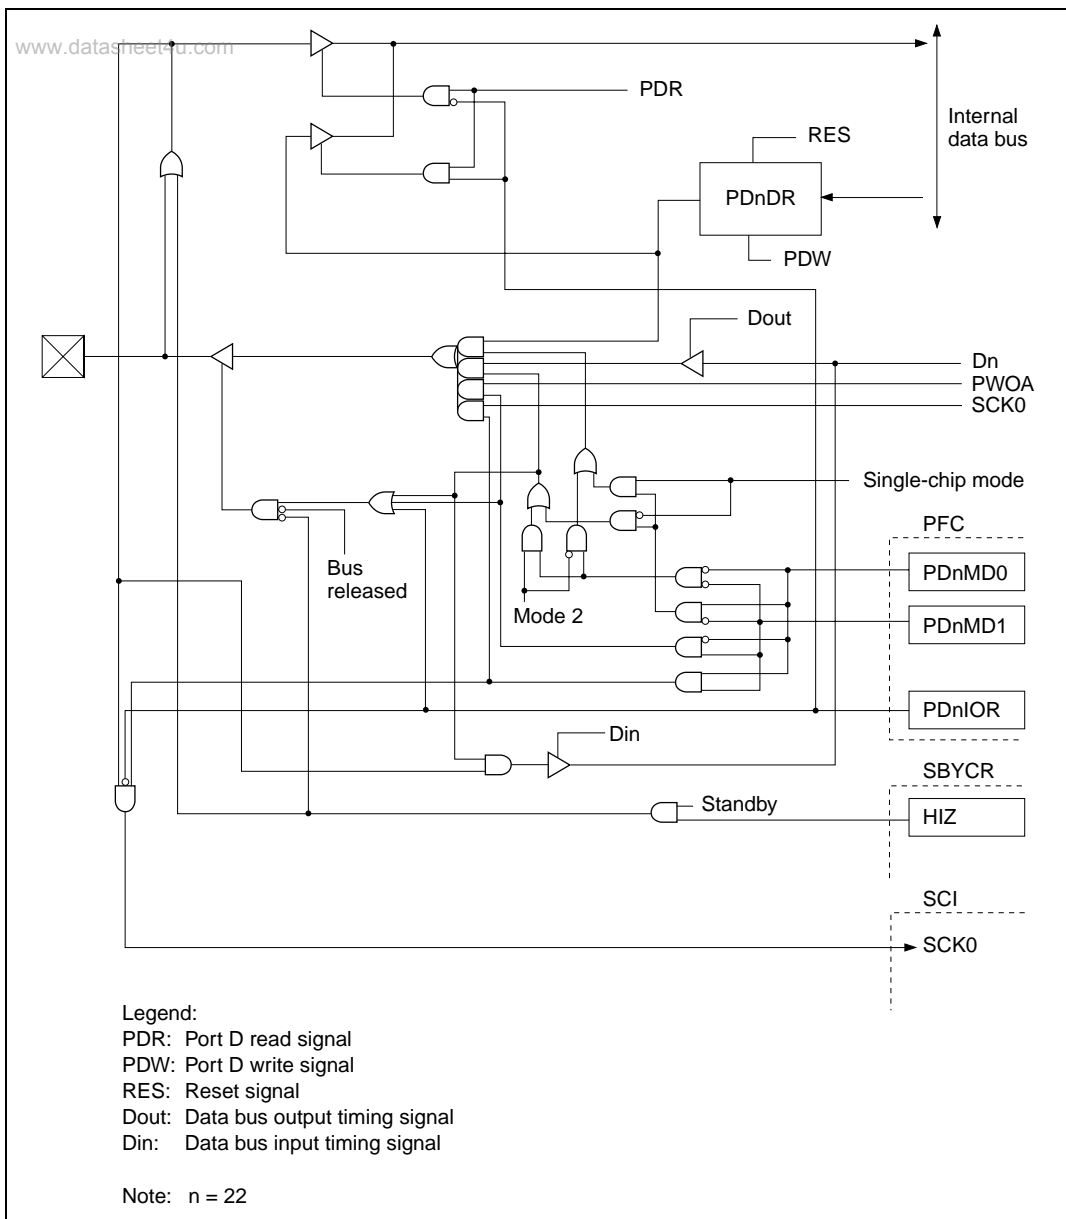 www.datasheet4u.com
PDR
Internal
data bus
RES
PDnDR
PDW
Dout
Dn
PWOA
SCK0
Single-chip mode
Bus
released
Mode 2
PFC
PDnMD0
PDnMD1
PDnIOR
Din
SBYCR
Standby
HIZ
SCI
SCK0
Legend:
PDR: Port D read signal
PDW: Port D write signal
RES: Reset signal
Dout: Data bus output timing signal
Din: Data bus input timing signal
Note: n = 22